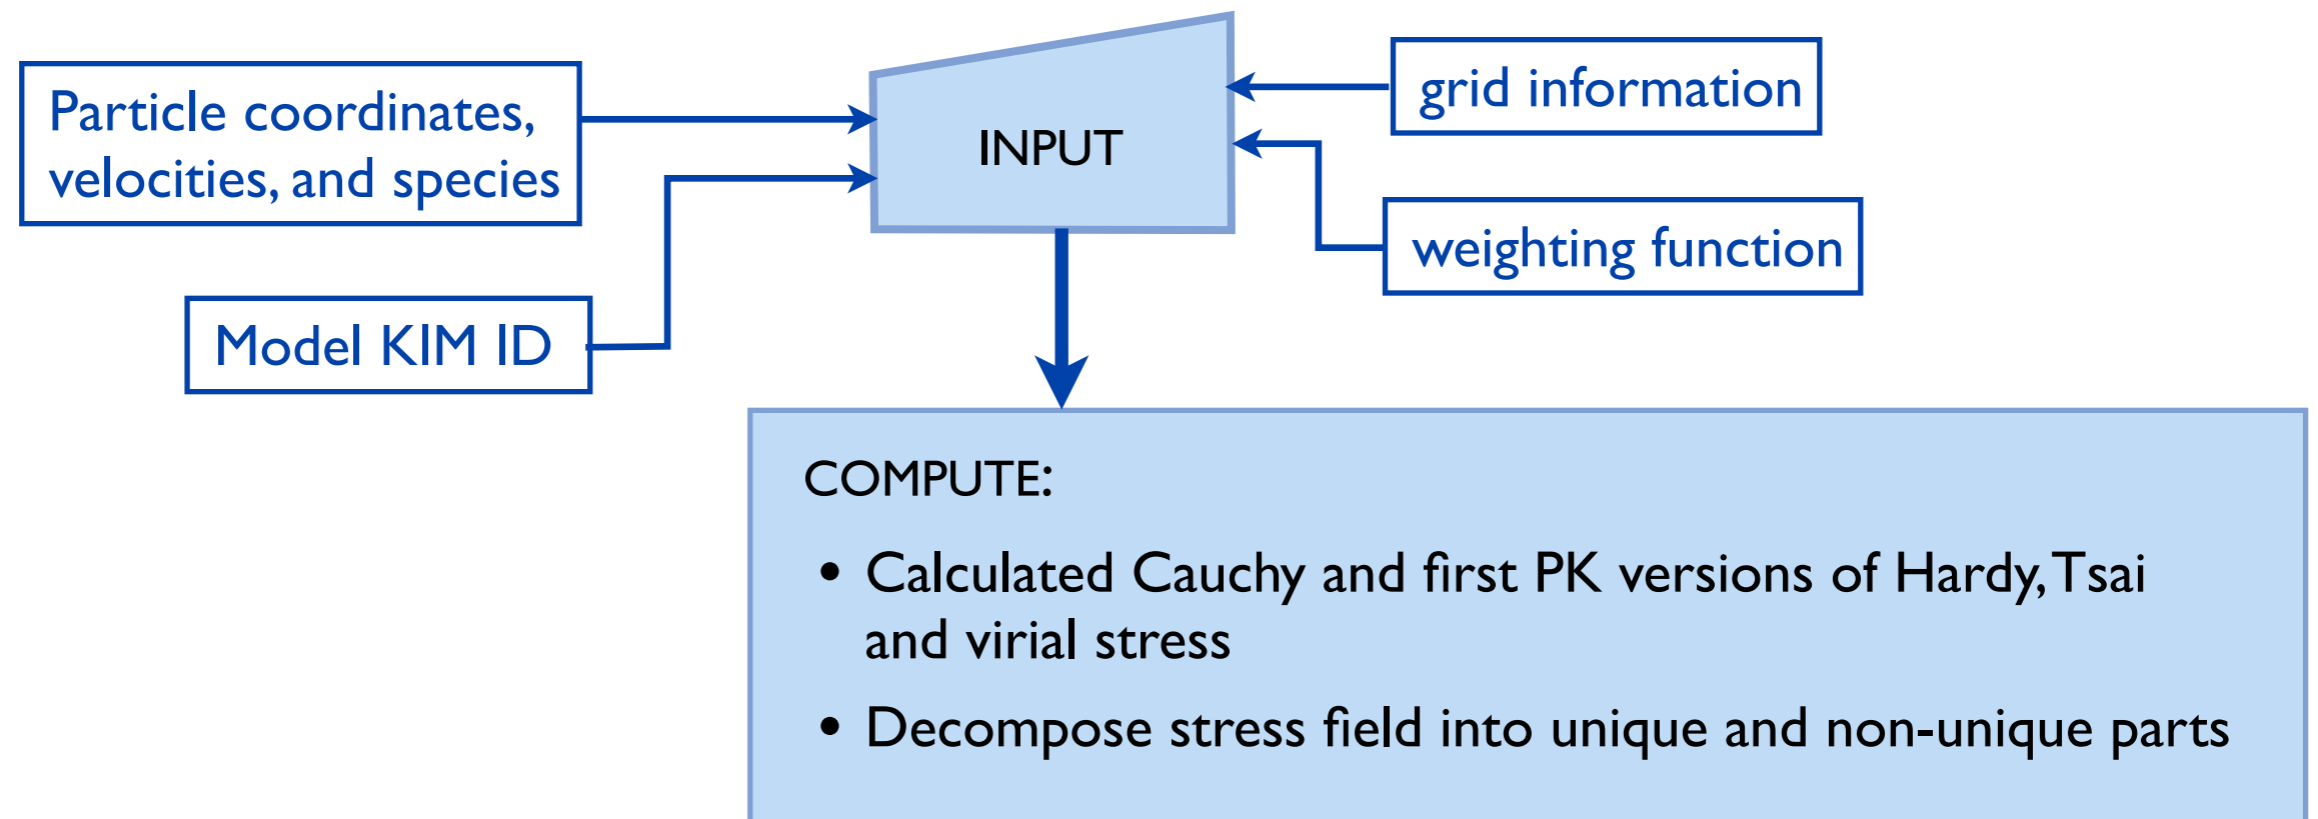 Particle coordinates,
velocities, and species
Model KIM ID
INPUT
grid information
weighting function
COMPUTE:
• Calculated Cauchy and first PK versions of Hardy, Tsai
and virial stress
• Decompose stress field into unique and non-unique parts